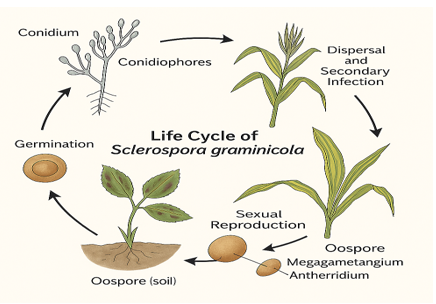 Life Cycle of
Sclerospora graminicola
Conidium
Conidiophores
Dispersal
and
Secondary
Infection
Oospore
Megagametangium
Antherridium
Sexual
Reproduction
Oospore (soil)
Germination